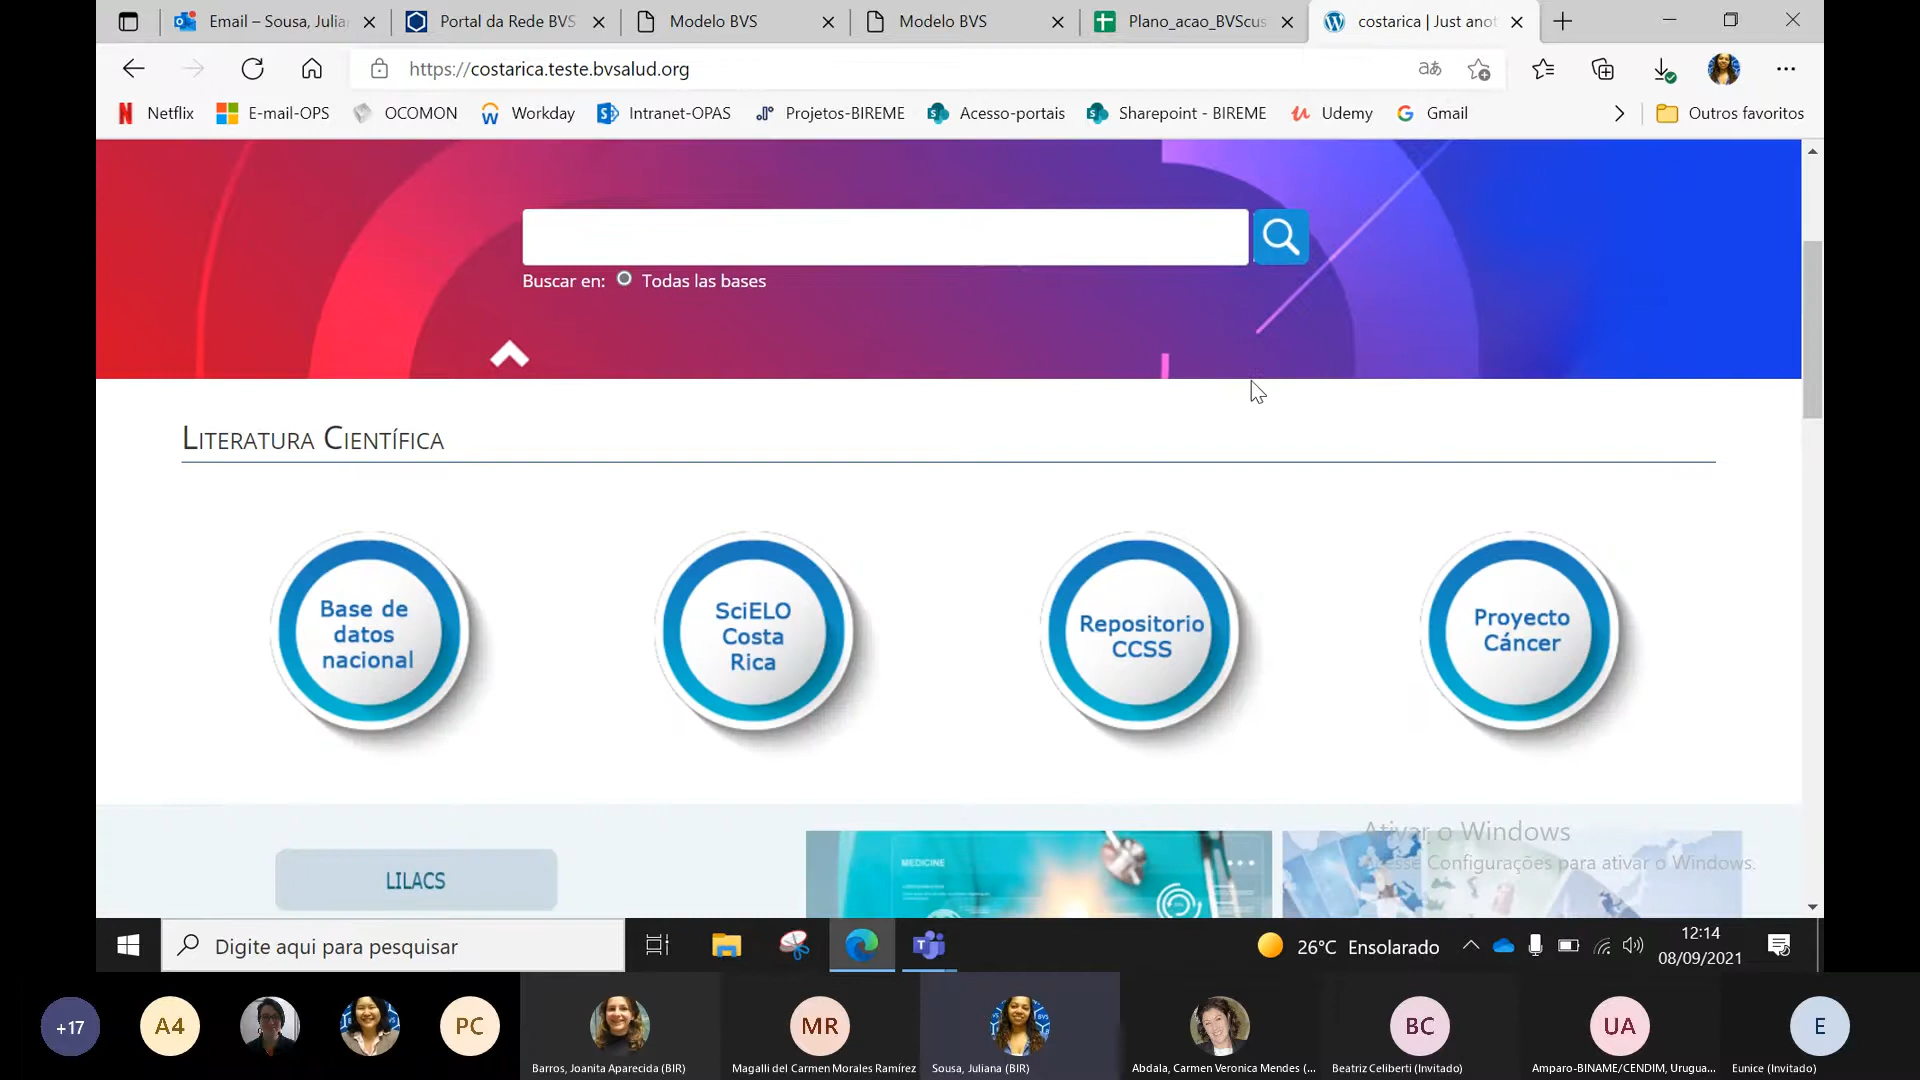 Email – Sousa, Julia
Portal da Rede BVS
Modelo BVS
Modelo BVS
Plano_acao_BVScus
costarica | Just anot
https://costarica.teste.bvsalud.org
Netflix
E-mail-OPS
OCOMON
Workday
Intranet-OPAS
Projetos-BIREME
Acesso-portais
Sharepoint - BIREME
Udemy
Gmail
Outros favoritos
Buscar en:
Todas las bases
Literatura Científica
Base de
datos
nacional
SciELO
Costa
Rica
Repositorio
CCSS
Proyecto
Cáncer
LILACS
MEDICINE
Ativar o Windows
Acesse Configurações para ativar o Windows.
Digite aqui para pesquisar
26°C Ensolarado
12:14
08/09/2021
+17
A4
PC
MR
BC
UA
E
Barros, Joanita Aparecida (BIR)
Magalli del Carmen Morales Ramírez
Sousa, Juliana (BIR)
Abdala, Carmen Veronica Mendes (...
Beatriz Celiberti (Invitado)
Amparo-BINAME/CENDIM, Urugua...
Eunice (Invitado)